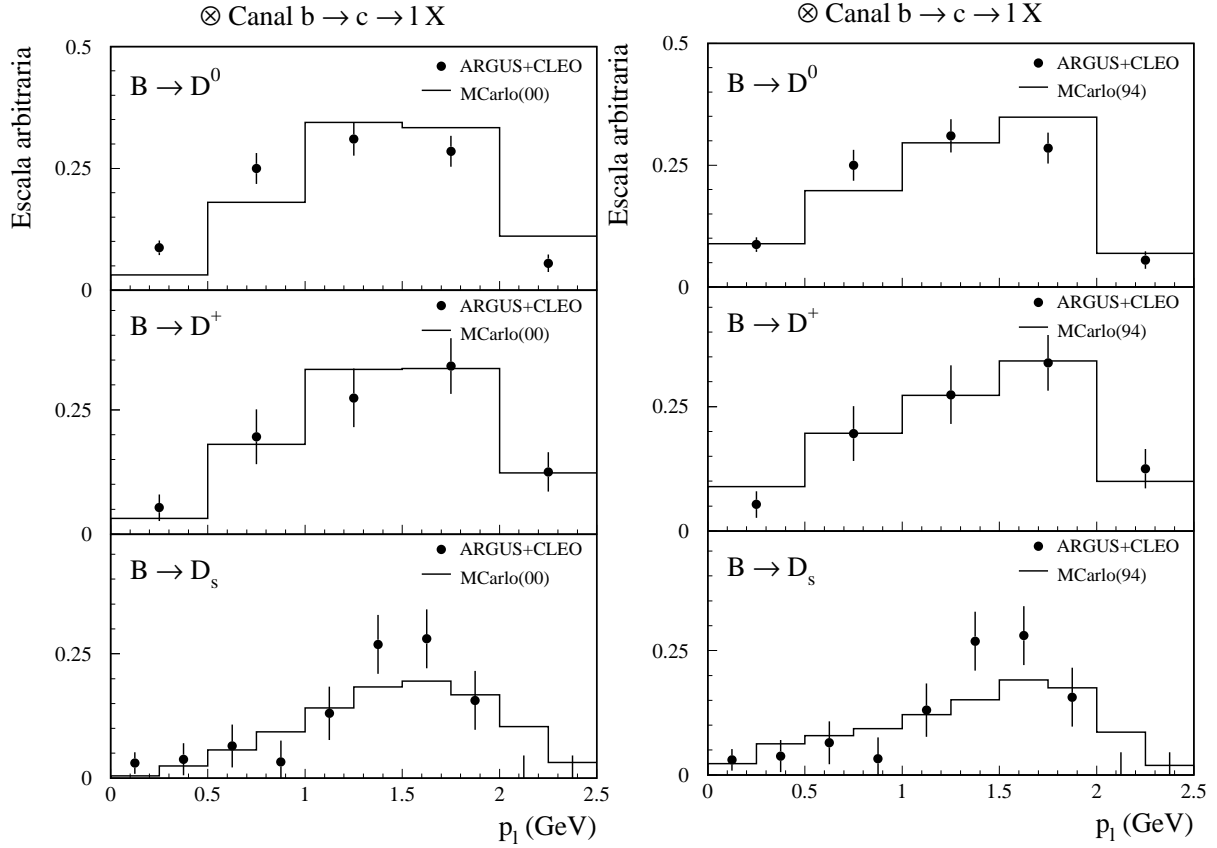 ⊗ Canal b → c → l X
Escala arbitraria
0.5
0.25
0
B → D⁰
ARGUS+CLEO
MCarlo(00)
0.25
0
B → D⁺
ARGUS+CLEO
MCarlo(00)
0.25
0
B → Dₛ
ARGUS+CLEO
MCarlo(00)
0 0.5 1 1.5 2 2.5
pₗ (GeV)
⊗ Canal b → c → l X
Escala arbitraria
0.5
0.25
0
B → D⁰
ARGUS+CLEO
MCarlo(94)
0.25
0
B → D⁺
ARGUS+CLEO
MCarlo(94)
0.25
0
B → Dₛ
ARGUS+CLEO
MCarlo(94)
0 0.5 1 1.5 2 2.5
pₗ (GeV)